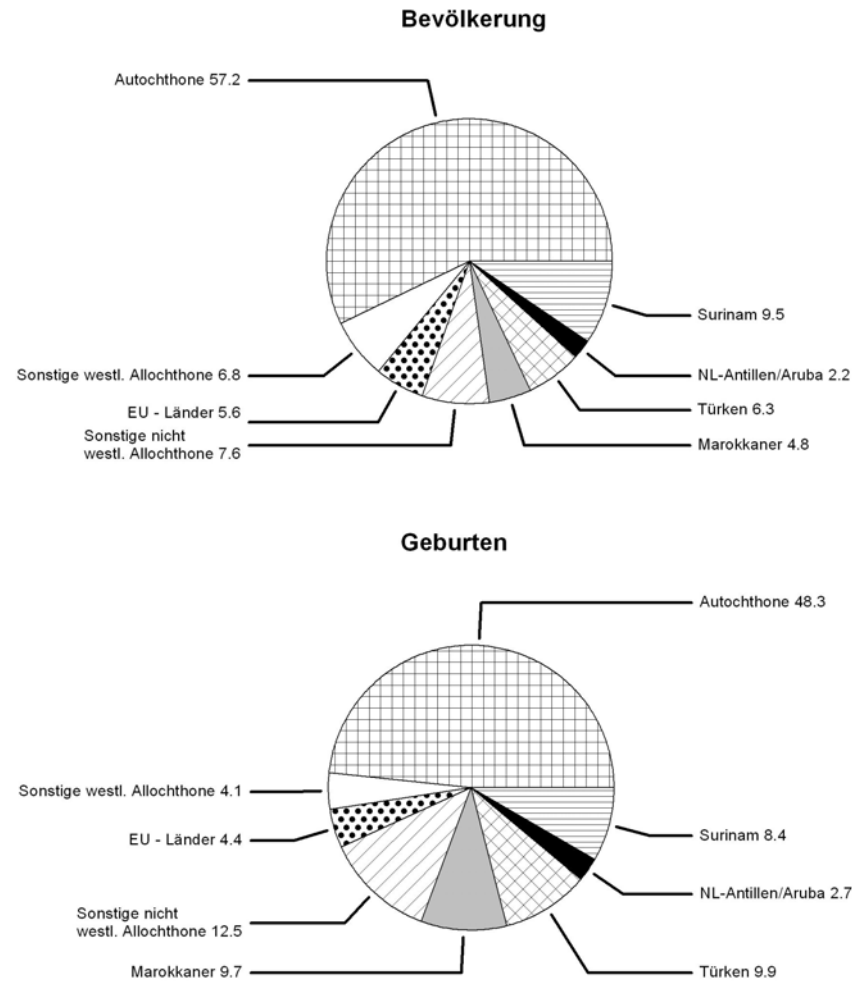 Bevölkerung
Autochthone 57.2
Surinam 9.5
Sonstige westl. Allochthone 6.8
NL-Antillen/Aruba 2.2
EU - Länder 5.6
Türken 6.3
Sonstige nicht
westl. Allochthone 7.6
Marokkaner 4.8
Geburten
Autochthone 48.3
Sonstige westl. Allochthone 4.1
EU - Länder 4.4
Surinam 8.4
NL-Antillen/Aruba 2.7
Sonstige nicht
westl. Allochthone 12.5
Marokkaner 9.7
Türken 9.9